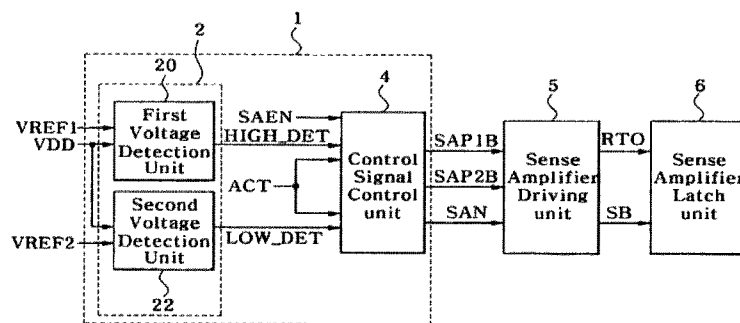 1
2
20
4
5
6
First
Voltage
Detection
Unit
VREF1
VDD
SAEN
HIGH_DET
ACT
Control
Signal
Control
unit
SAP1B
SAP2B
SAN
Sense
Amplifier
Driving
unit
RTO
SB
Sense
Amplifier
Latch unit
Second
Voltage
Detection
Unit
VREF2
LOW_DET
22